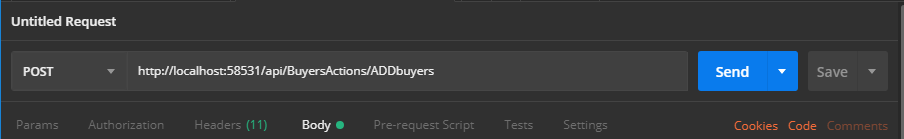 Untitled Request
POST http://localhost:58531/api/BuyersActions/ADDbuyers Send Save
Params Authorization Headers (11) Body Pre-request Script Tests Settings Cookies Code Comments